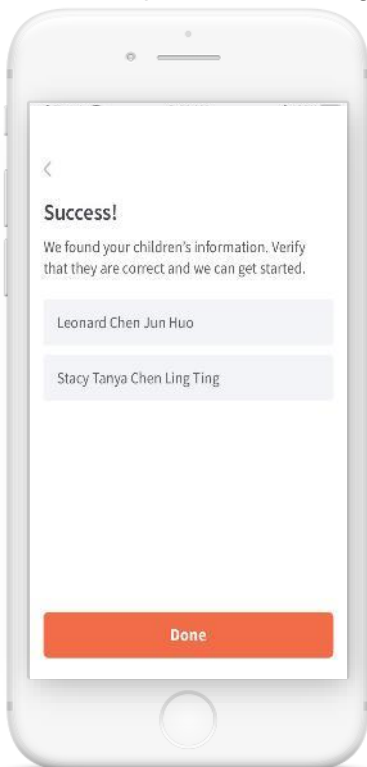 Success!
We found your children's information. Verify
that they are correct and we can get started.
Leonard Chen Jun Huo
Stacy Tanya Chen Ling Ting
Done